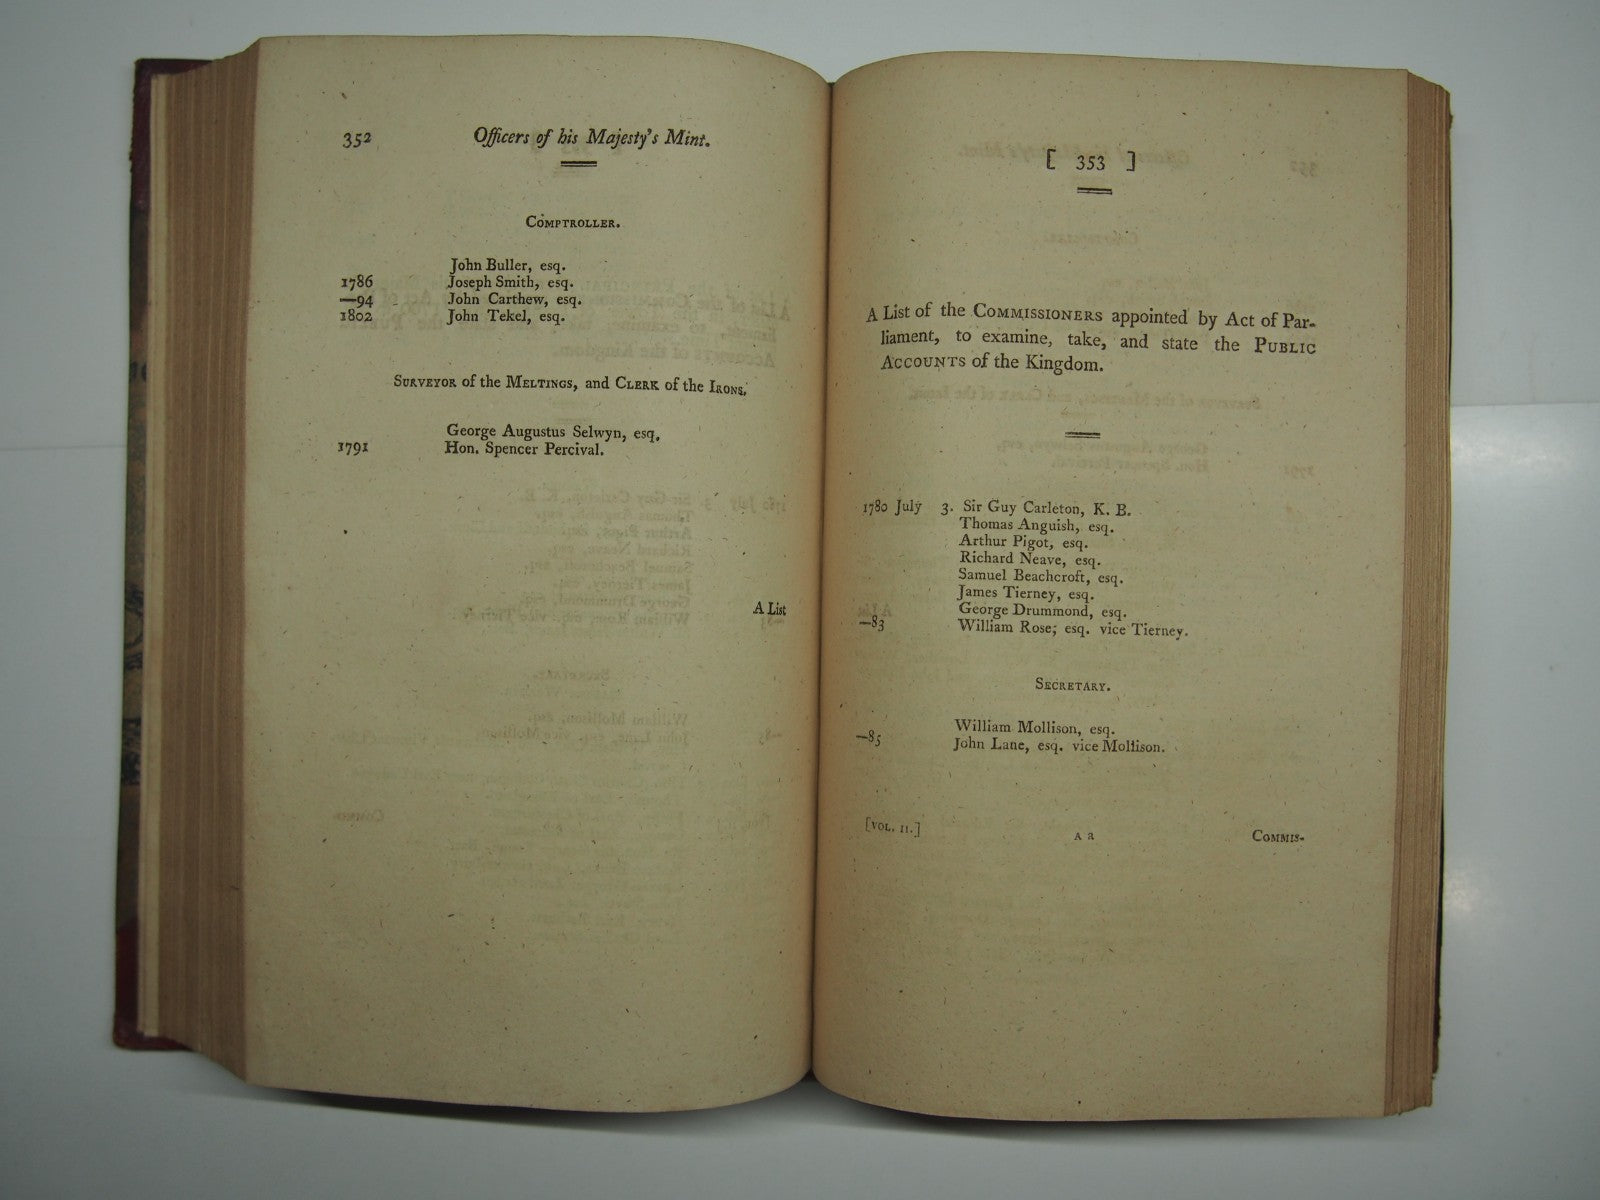 352 Officers of his Majesty's Mint.
COMPTROLLER.
John Buller, esq.
1786 Joseph Smith, esq.
—94 John Carthew, esq.
1802 John Tekel, esq.
SURVEYOR of the MELTINGS, and CLERK of the IRONS.
George Augustus Selwyn, esq.
1791 Hon. Spencer Percival.
A List
[ 353 ]
A List of the COMMISSIONERS appointed by Act of Par-
liament, to examine, take, and state the PUBLIC
ACCOUNTS of the Kingdom.
1780 July 3. Sir Guy Carleton, K. B.
Thomas Anguish, esq.
Arthur Pigot, esq.
Richard Neave, esq.
Samuel Beachcroft, esq.
James Tierney, esq.
George Drummond, esq.
—83 William Rose, esq. vice Tierney.
SECRETARY.
William Mollison, esq.
—85 John Lane, esq. vice Mollison.
[VOL. II.] A a COMMIS-